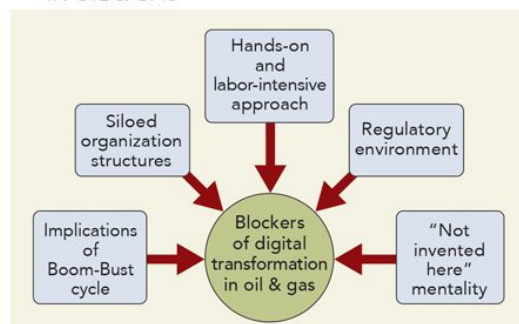 Hands-on
and
labor-intensive
approach
Siloed
organization
structures
Regulatory
environment
Implications
of
Boom-Bust
cycle
Blockers
of digital
transformation
in oil & gas
“Not
invented
here”
mentality